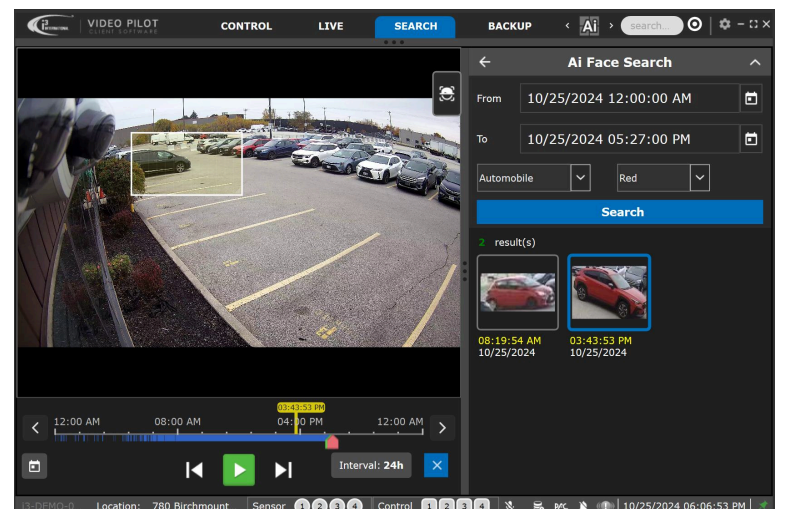 INTERNATIONAL
VIDEO PILOT
CLIENT SOFTWARE
CONTROL
LIVE
SEARCH
BACKUP
Ai
search...
Ai Face Search
From
10/25/2024 12:00:00 AM
To
10/25/2024 05:27:00 PM
Automobile
Red
Search
2 result(s)
08:19:54 AM
10/25/2024
03:43:53 PM
10/25/2024
03:43:53 PM
12:00 AM
08:00 AM
04:00 PM
12:00 AM
Interval: 24h
I3-DEMO-0
Location: 780 Birchmount
Sensor 1 2 3 4
Control 1 2 3 4
P/C
10/25/2024 06:06:53 PM